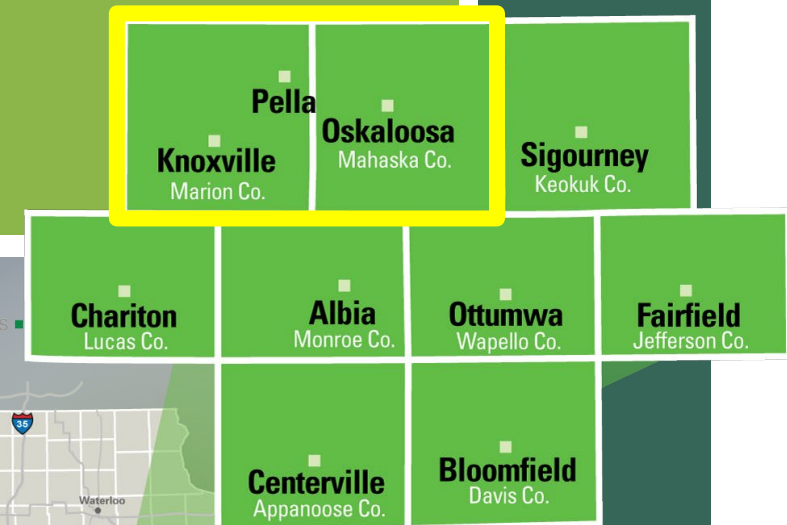 Pella
Oskaloosa
Mahaska Co.
Knoxville
Marion Co.
Sigourney
Keokuk Co.
Chariton
Lucas Co.
Albia
Monroe Co.
Ottumwa
Wapello Co.
Fairfield
Jefferson Co.
S
35
Waterloo
Centerville
Appanoose Co.
Bloomfield
Davis Co.